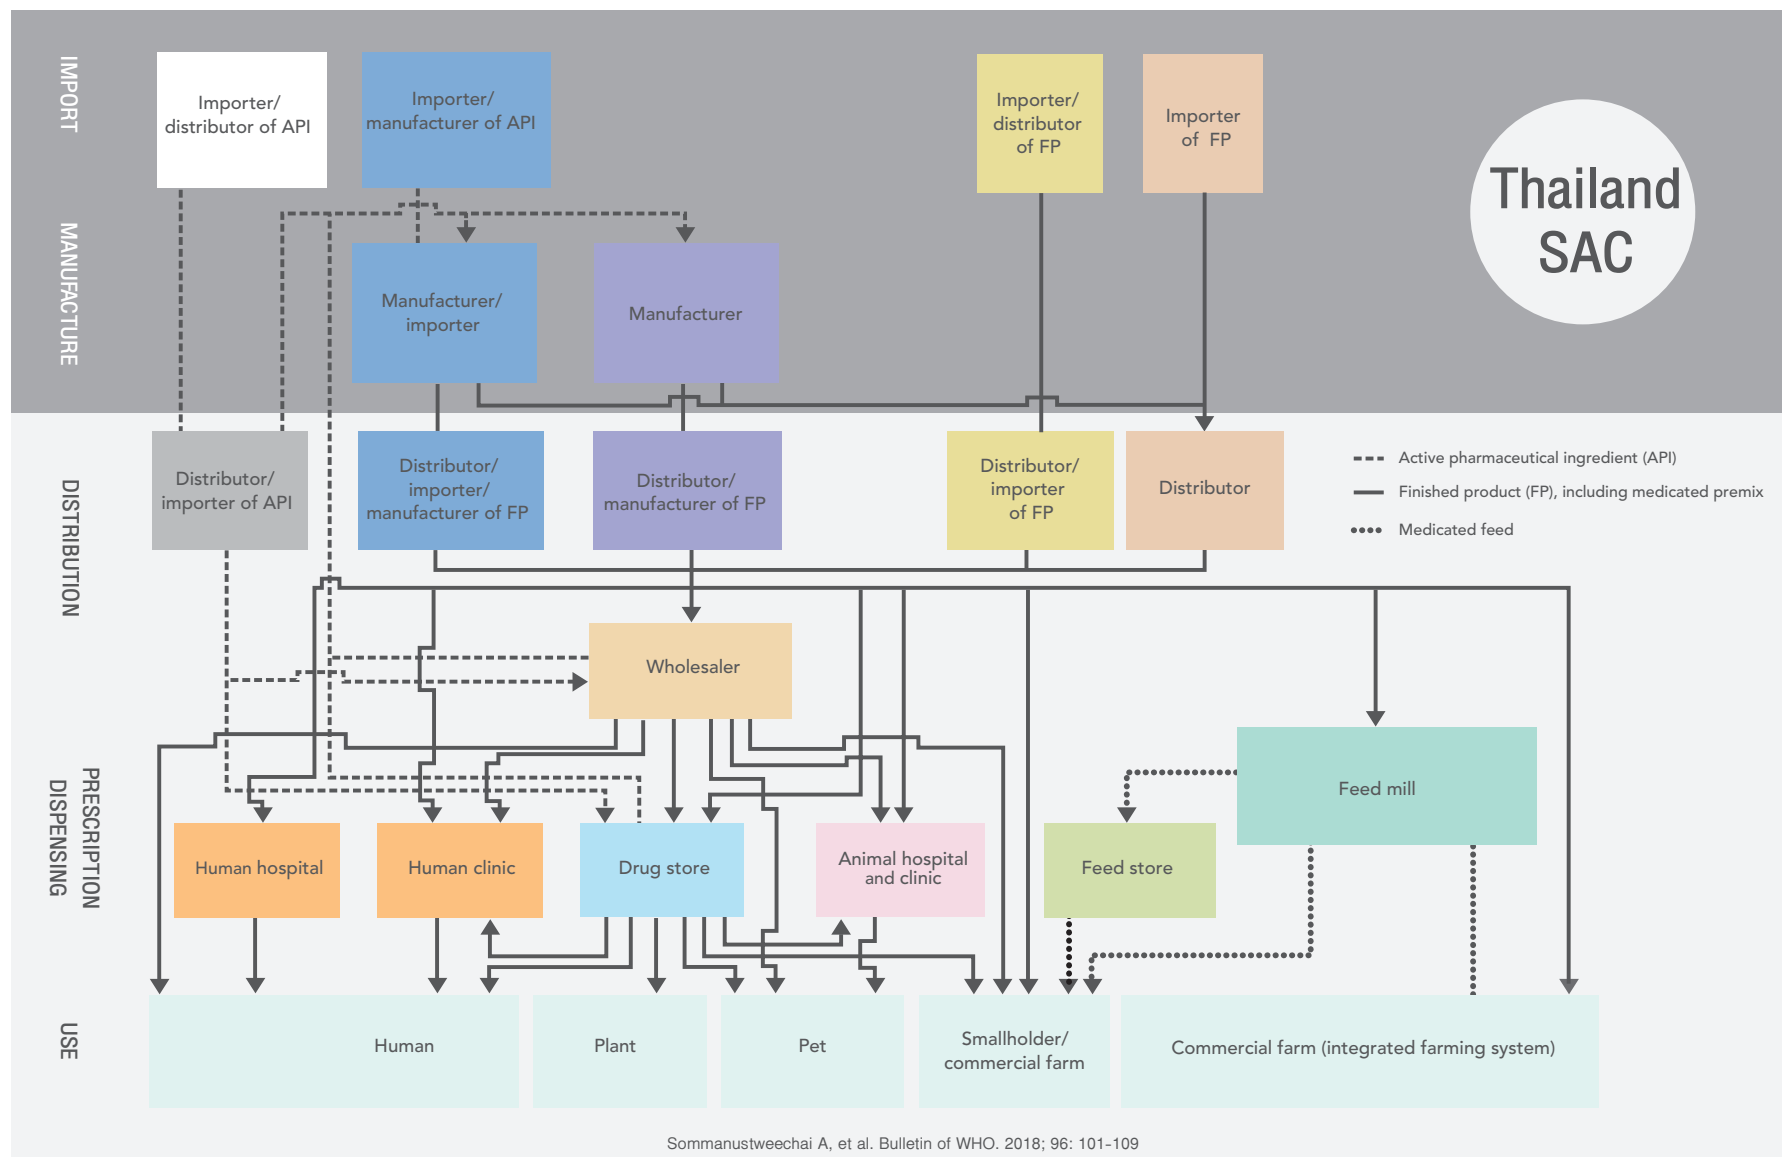 IMPORT
Importer/
distributor of API
Importer/
manufacturer of API
Importer/
distributor
of FP
Importer
of FP
Thailand
SAC
MANUFACTURE
Manufacturer/
importer
Manufacturer
DISTRIBUTION
Distributor/
importer of API
Distributor/
importer/
manufacturer of FP
Distributor/
manufacturer of FP
Distributor/
importer
of FP
Distributor
Active pharmaceutical ingredient (API)
Finished product (FP), including medicated premix
Medicated feed
Wholesaler
PRESCRIPTION
DISPENSING
Feed mill
Human hospital
Human clinic
Drug store
Animal hospital
and clinic
Feed store
USE
Human
Plant
Pet
Smallholder/
commercial farm
Commercial farm (integrated farming system)
Sommanustweechai A, et al. Bulletin of WHO. 2018; 96: 101-109